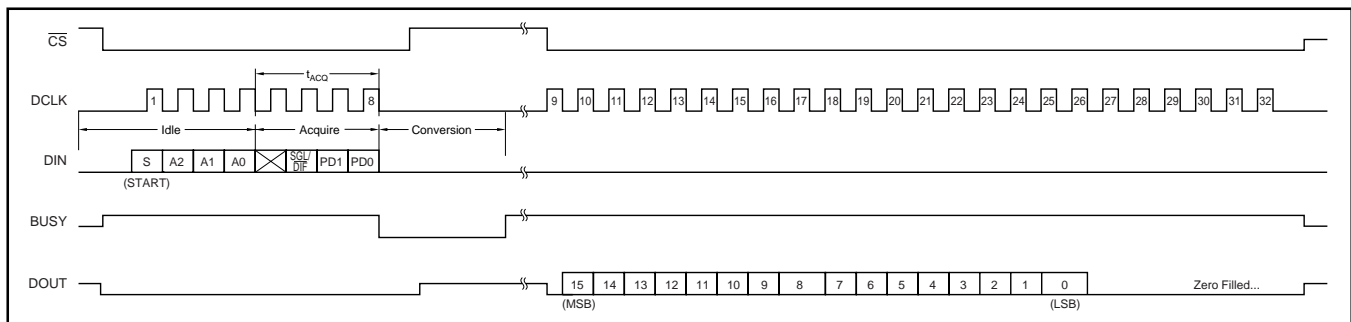 CS
tACQ
DCLK 1 8 9 10 11 12 13 14 15 16 17 18 19 20 21 22 23 24 25 26 27 28 29 30 31 32
Idle Acquire Conversion
DIN S A2 A1 A0 SGL/DIF PD1 PD0
(START)
BUSY
DOUT 15 14 13 12 11 10 9 8 7 6 5 4 3 2 1 0 Zero Filled...
(MSB) (LSB)